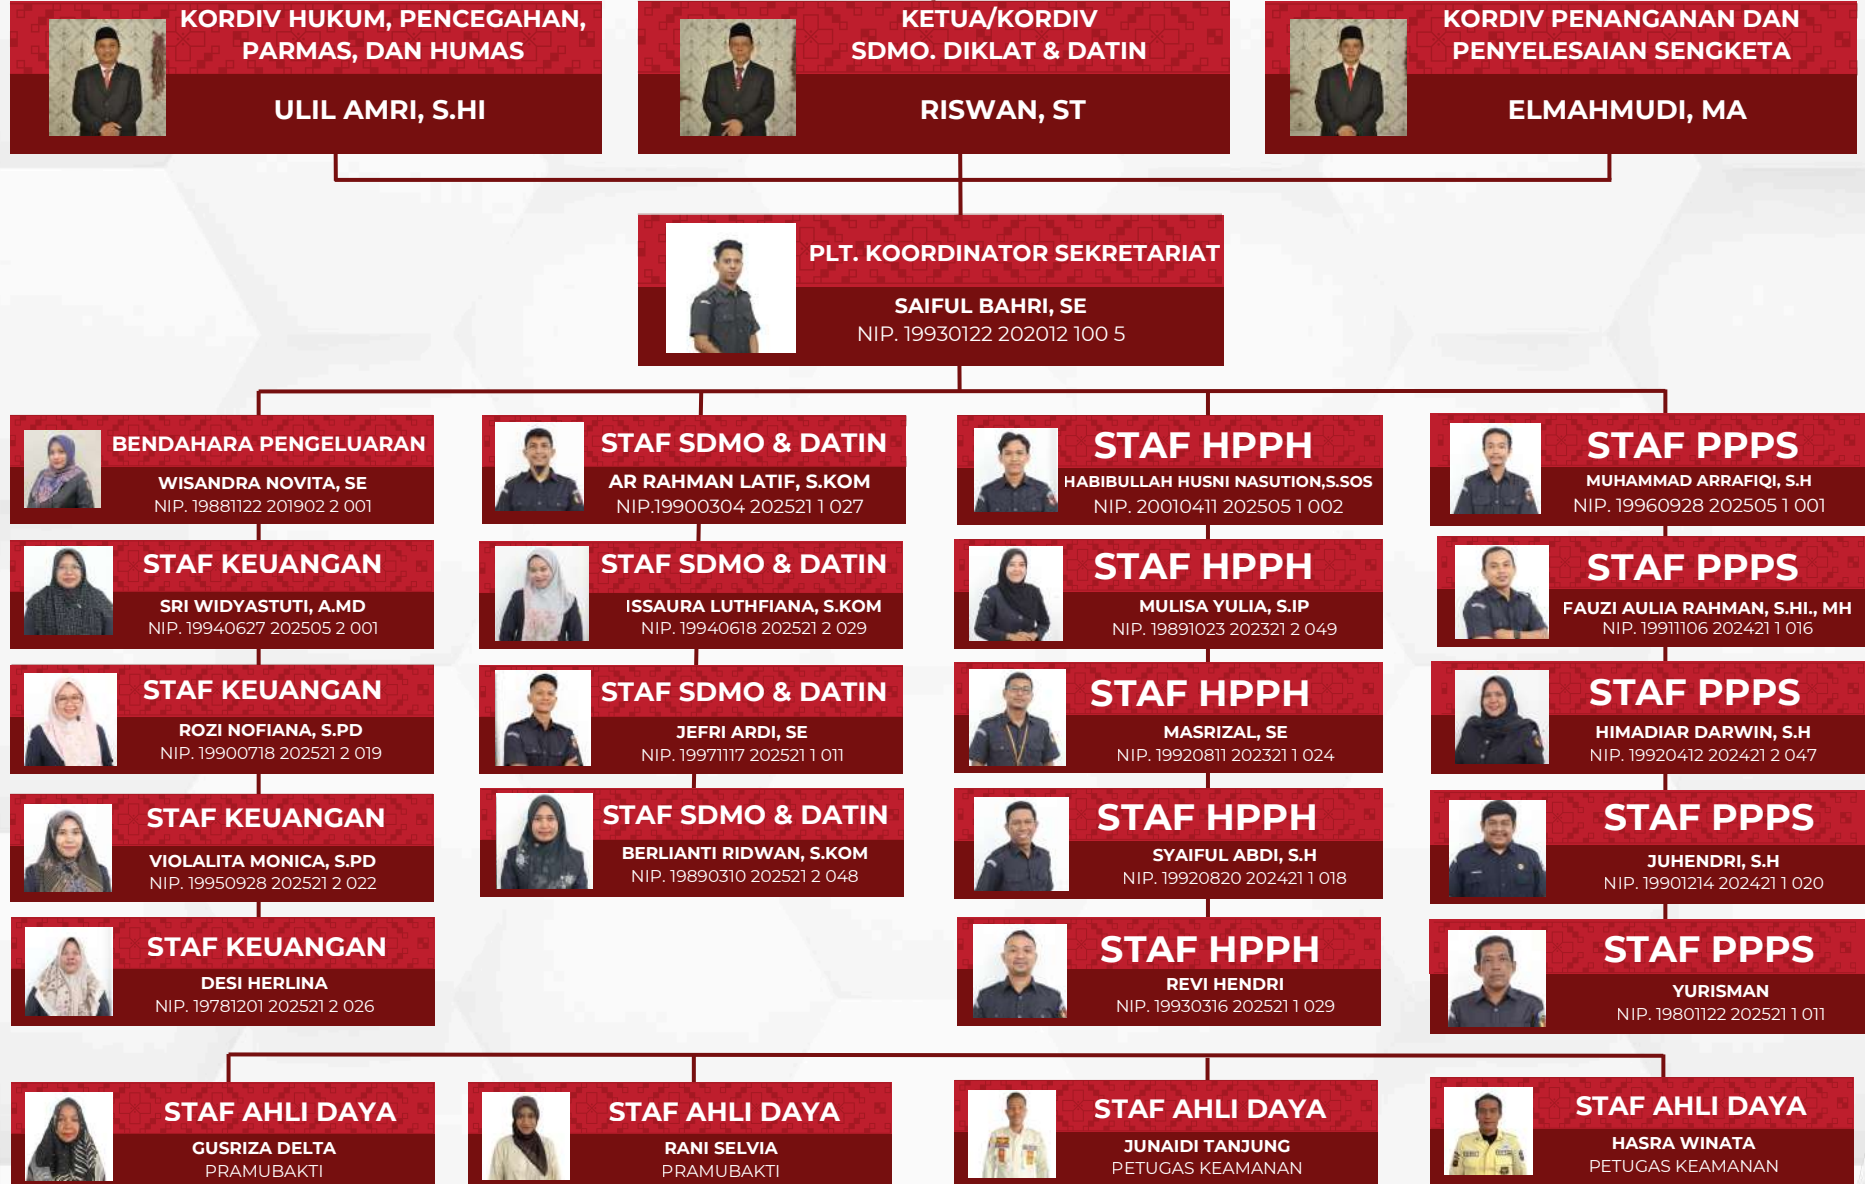 KORDIV HUKUM, PENCEGAHAN,
PARMAS, DAN HUMAS
ULIL AMRI, S.HI
KETUA/KORDIV
SDMO. DIKLAT & DATIN
RISWAN, ST
KORDIV PENANGANAN DAN
PENYELESAIAN SENGKETA
ELMAHMUDI, MA
PLT. KOORDINATOR SEKRETARIAT
SAIFUL BAHRI, SE
NIP. 19930122 202012 100 5
BENDAHARA PENGELUARAN
WISANDRA NOVITA, SE
NIP. 19881122 201902 2 001
STAF KEUANGAN
SRI WIDYASTUTI, A.MD
NIP. 19940627 202505 2 001
STAF KEUANGAN
ROZI NOFIANA, S.PD
NIP. 19900718 202521 2 019
STAF KEUANGAN
VIOLALITA MONICA, S.PD
NIP. 19950928 202521 2 022
STAF KEUANGAN
DESI HERLINA
NIP. 19781201 202521 2 026
STAF SDMO & DATIN
AR RAHMAN LATIF, S.KOM
NIP.19900304 202521 1 027
STAF SDMO & DATIN
ISSAURA LUTHFIANA, S.KOM
NIP. 19940618 202521 2 029
STAF SDMO & DATIN
JEFRI ARDI, SE
NIP. 19971117 202521 1 011
STAF SDMO & DATIN
BERLIANTI RIDWAN, S.KOM
NIP. 19890310 202521 2 048
STAF HPPH
HABIBULLAH HUSNI NASUTION,S.SOS
NIP. 20010411 202505 1 002
STAF HPPH
MULISA YULIA, S.IP
NIP. 19891023 202321 2 049
STAF HPPH
MASRIZAL, SE
NIP. 19920811 202321 1 024
STAF HPPH
SYAIFUL ABDI, S.H
NIP. 19920820 202421 1 018
STAF HPPH
REVI HENDRI
NIP. 19930316 202521 1 029
STAF PPPS
MUHAMMAD ARRAFIQI, S.H
NIP. 19960928 202505 1 001
STAF PPPS
FAUZI AULIA RAHMAN, S.HI., MH
NIP. 19911106 202421 1 016
STAF PPPS
HIMADIAR DARWIN, S.H
NIP. 19920412 202421 2 047
STAF PPPS
JUHENDRI, S.H
NIP. 19901214 202421 1 020
STAF PPPS
YURISMAN
NIP. 19801122 202521 1 011
STAF AHLI DAYA
GUSRIZA DELTA
PRAMUBAKTI
STAF AHLI DAYA
RANI SELVIA
PRAMUBAKTI
STAF AHLI DAYA
JUNAIDI TANJUNG
PETUGAS KEAMANAN
STAF AHLI DAYA
HASRA WINATA
PETUGAS KEAMANAN